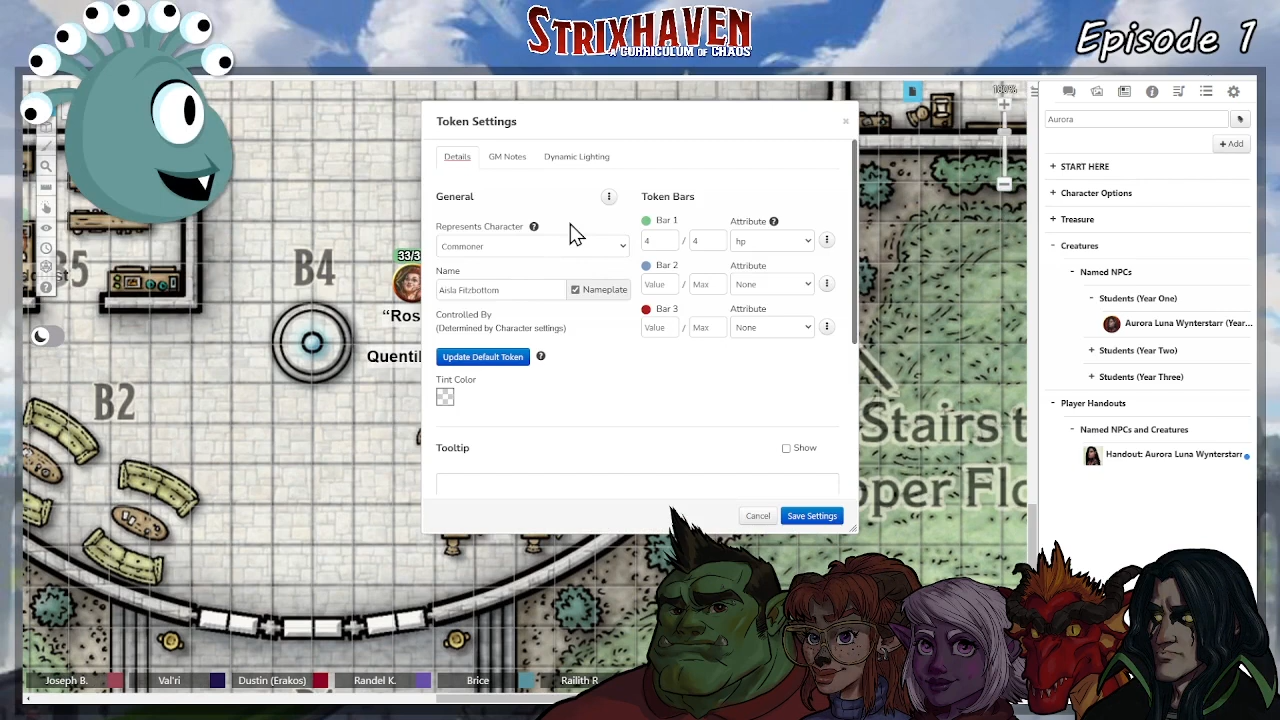 STRIXHAVEN
A CURRICULUM OF CHAOS
Episode 1
Token Settings
Details
GM Notes
Dynamic Lighting
General
Represents Character
Commoner
Name
Aisla Fitzbottom
Nameplate
Controlled By
(Determined by Character settings)
Update Default Token
Tint Color
Token Bars
Bar 1
Attribute
4 / 4
hp
Bar 2
Attribute
Value / Max
None
Bar 3
Attribute
Value / Max
None
Tooltip
Show
Cancel
Save Settings
100%
Aurora
+ Add
+ START HERE
+ Character Options
+ Treasure
- Creatures
- Named NPCs
- Students (Year One)
Aurora Luna Wynterstarr (Year...
+ Students (Year Two)
+ Students (Year Three)
- Player Handouts
- Named NPCs and Creatures
Handout: Aurora Luna Wynterstarr
B5
B4
33/3
“Ros
Quentil
B2
Stairs t
pper Flo
Joseph B.
Val'ri
Dustin (Erakos)
Randel K.
Brice
Railith R